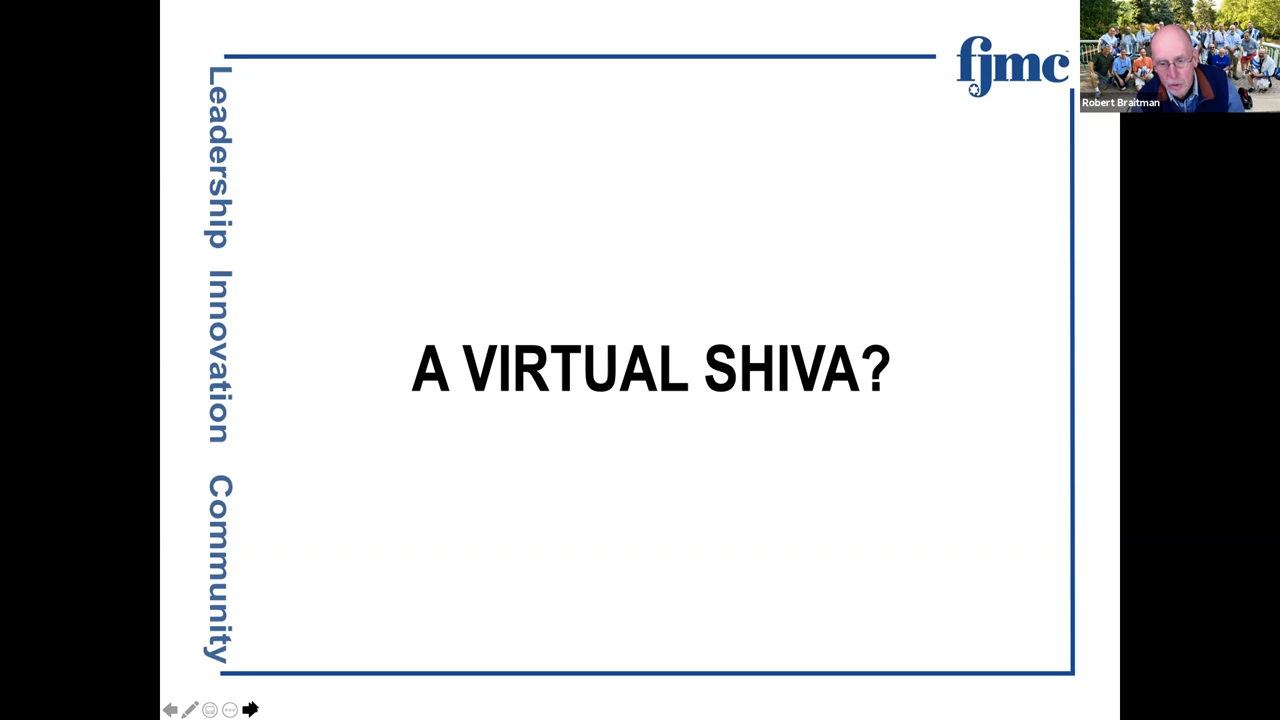 fjmc
Robert Braitman
Leadership Innovation Community
A VIRTUAL SHIVA?